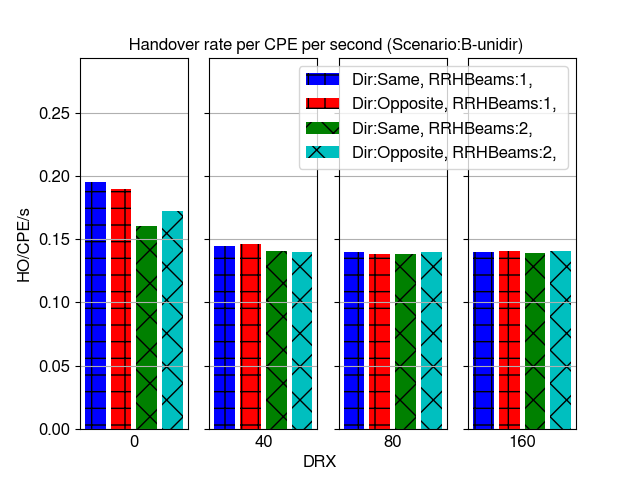 Handover rate per CPE per second (Scenario:B-unidir)
Dir:Same, RRHBeams:1,
Dir:Opposite, RRHBeams:1,
Dir:Same, RRHBeams:2,
Dir:Opposite, RRHBeams:2,
HO/CPE/s
0.25
0.20
0.15
0.10
0.05
0.00
0
40
80
160
DRX